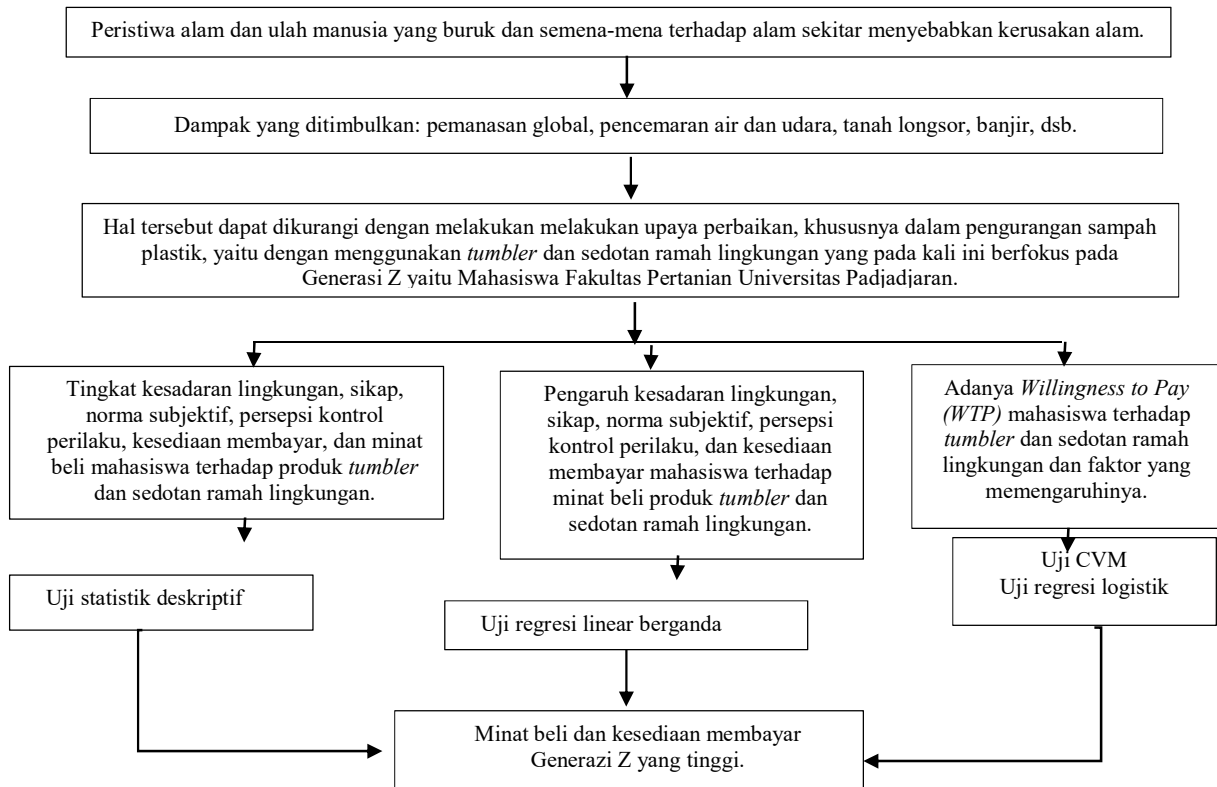 Peristiwa alam dan ulah manusia yang buruk dan semena-mena terhadap alam sekitar menyebabkan kerusakan alam.
Dampak yang ditimbulkan: pemanasan global, pencemaran air dan udara, tanah longsor, banjir, dsb.
Hal tersebut dapat dikurangi dengan melakukan melakukan upaya perbaikan, khususnya dalam pengurangan sampah
plastik, yaitu dengan menggunakan tumbler dan sedotan ramah lingkungan yang pada kali ini berfokus pada
Generasi Z yaitu Mahasiswa Fakultas Pertanian Universitas Padjadjaran.
Tingkat kesadaran lingkungan, sikap,
norma subjektif, persepsi kontrol
perilaku, kesediaan membayar, dan minat
beli mahasiswa terhadap produk tumbler
dan sedotan ramah lingkungan.
Pengaruh kesadaran lingkungan,
sikap, norma subjektif, persepsi
kontrol perilaku, dan kesediaan
membayar mahasiswa terhadap
minat beli produk tumbler dan
sedotan ramah lingkungan.
Adanya Willingness to Pay
(WTP) mahasiswa terhadap
tumbler dan sedotan ramah
lingkungan dan faktor yang
memengaruhinya.
Uji statistik deskriptif
Uji regresi linear berganda
Uji CVM
Uji regresi logistik
Minat beli dan kesediaan membayar
Generazi Z yang tinggi.